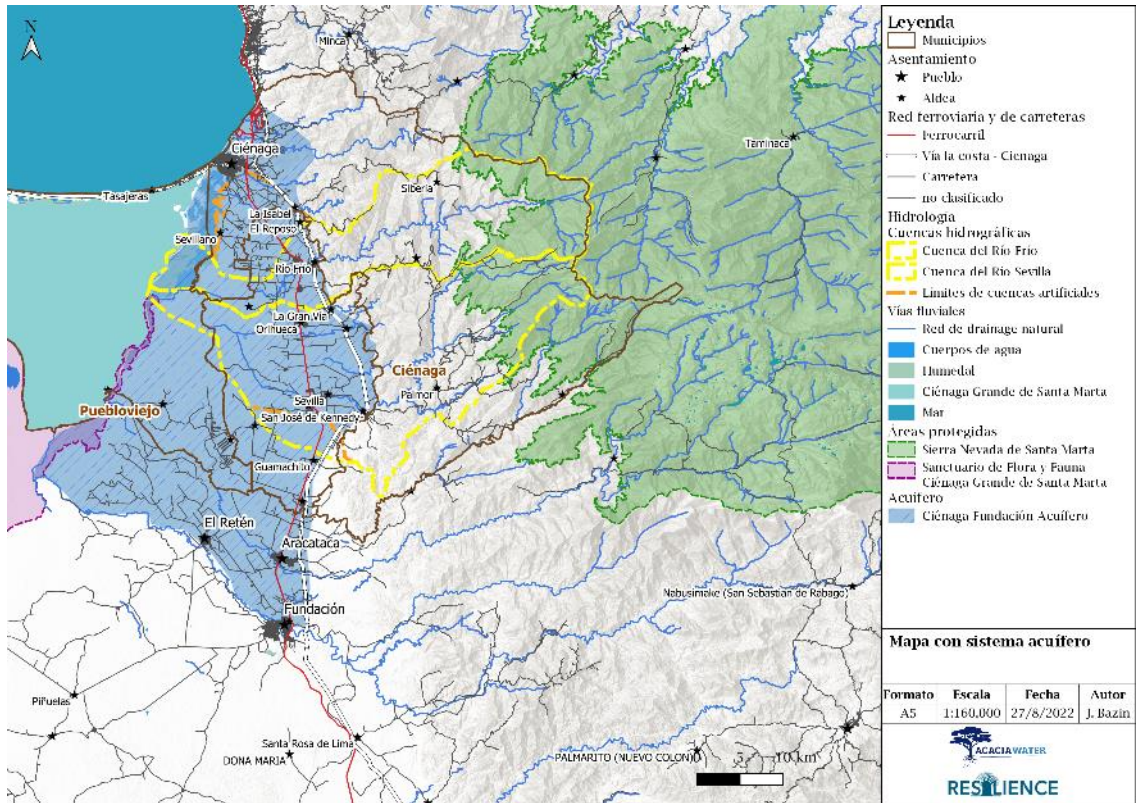 N
Minca
Taminaca
Ciénaga
Siberia
Tasajeras
La Isabel
El Reposo
Sevillano
Río Frío
La Gran Vía
Orihueca
Ciénaga
Palmor
Puebloviejo
Sevilla
San José de Kennedy
Guamachito
El Retén
Aracataca
Nabusimake (San Sebastián de Rabago)
Fundación
Piñuelas
Santa Rosa de Lima
DONA MARIA
PALMARITO (NUEVO COLON)
5
10 km
Leyenda
Municipios
Asentamiento
Pueblo
Aldea
Red ferroviaria y de carreteras
Ferrocarril
Vía la costa - Cienaga
Carretera
no clasificado
Hidrología
Cuencas hidrográficas
Cuenca del Río Frío
Cuenca del Río Sevilla
Límites de cuencas artificiales
Vías fluviales
Red de drainage natural
Cuerpos de agua
Humedal
Ciénaga Grande de Santa Marta
Mar
Áreas protegidas
Sierra Nevada de Santa Marta
Sanctuario de Flora y Fauna
Ciénaga Grande de Santa Marta
Acuífero
Ciénaga Fundación Acuífero
Mapa con sistema acuífero
Formato Escala Fecha Autor
A5 1:160,000 27/8/2022 J. Bazin
ACACIAWATER
RESILIENCE